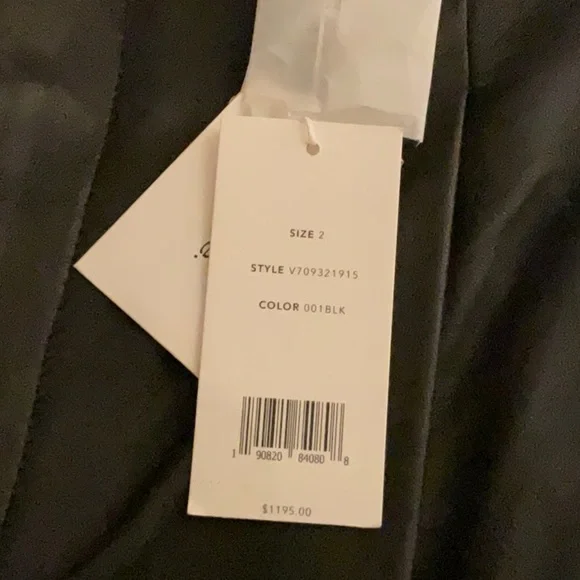 SIZE 2
STYLE V709321915
COLOR 001BLK
1 90820 84080 8
$1195.00